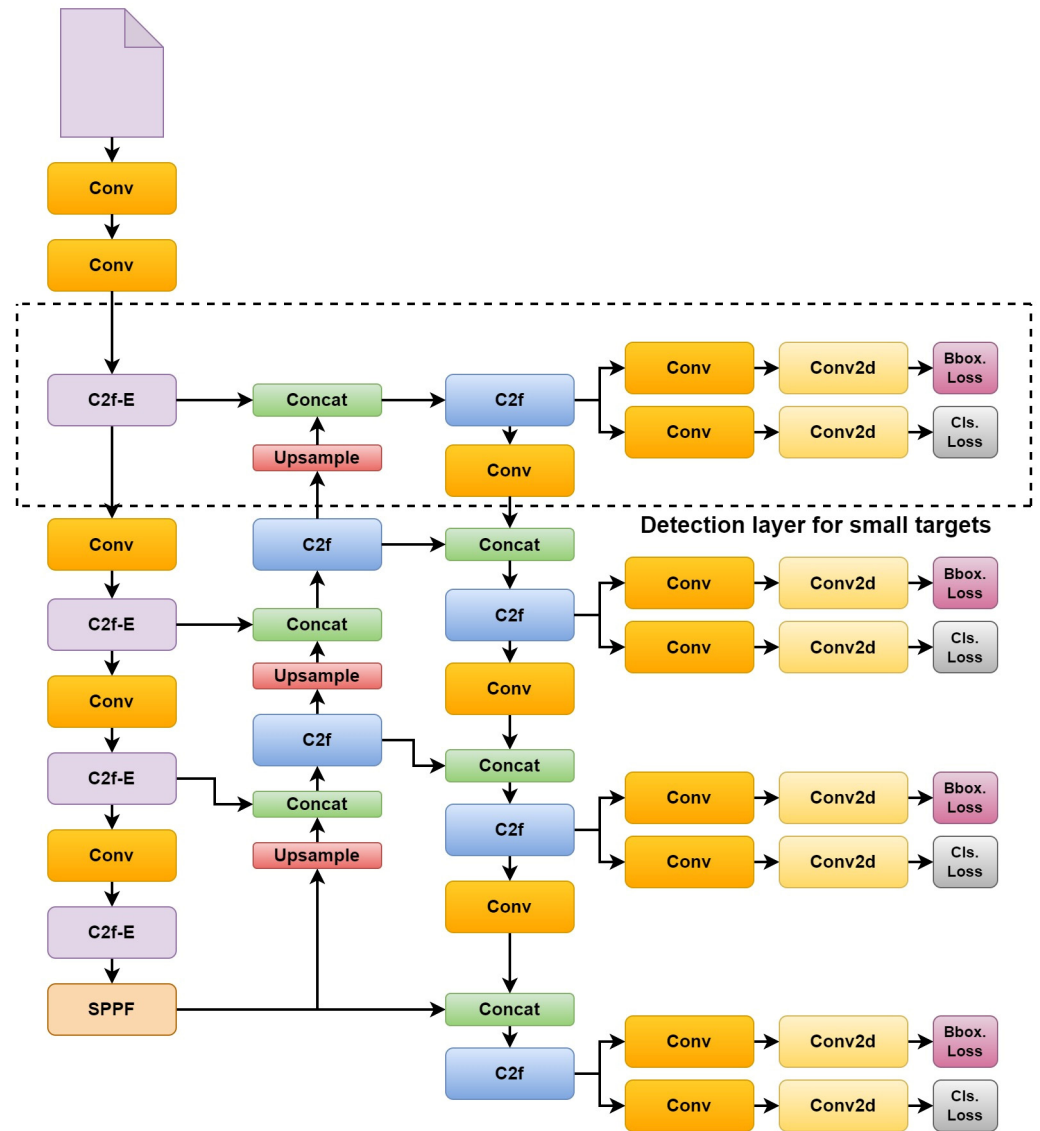 Conv
Conv
C2f-E
Concat
C2f
Conv
Conv2d
Bbox.
Loss
Conv
Conv2d
Cls.
Loss
Upsample
Conv
Detection layer for small targets
Conv
C2f
Concat
Conv
Conv2d
Bbox.
Loss
C2f-E
Concat
C2f
Conv
Conv2d
Cls.
Loss
Upsample
Conv
Conv
C2f
Concat
C2f-E
Concat
C2f
Conv
Conv2d
Bbox.
Loss
Conv
Conv2d
Cls.
Loss
Conv
Upsample
Conv
C2f-E
SPPF
Concat
C2f
Conv
Conv2d
Bbox.
Loss
Conv
Conv2d
Cls.
Loss